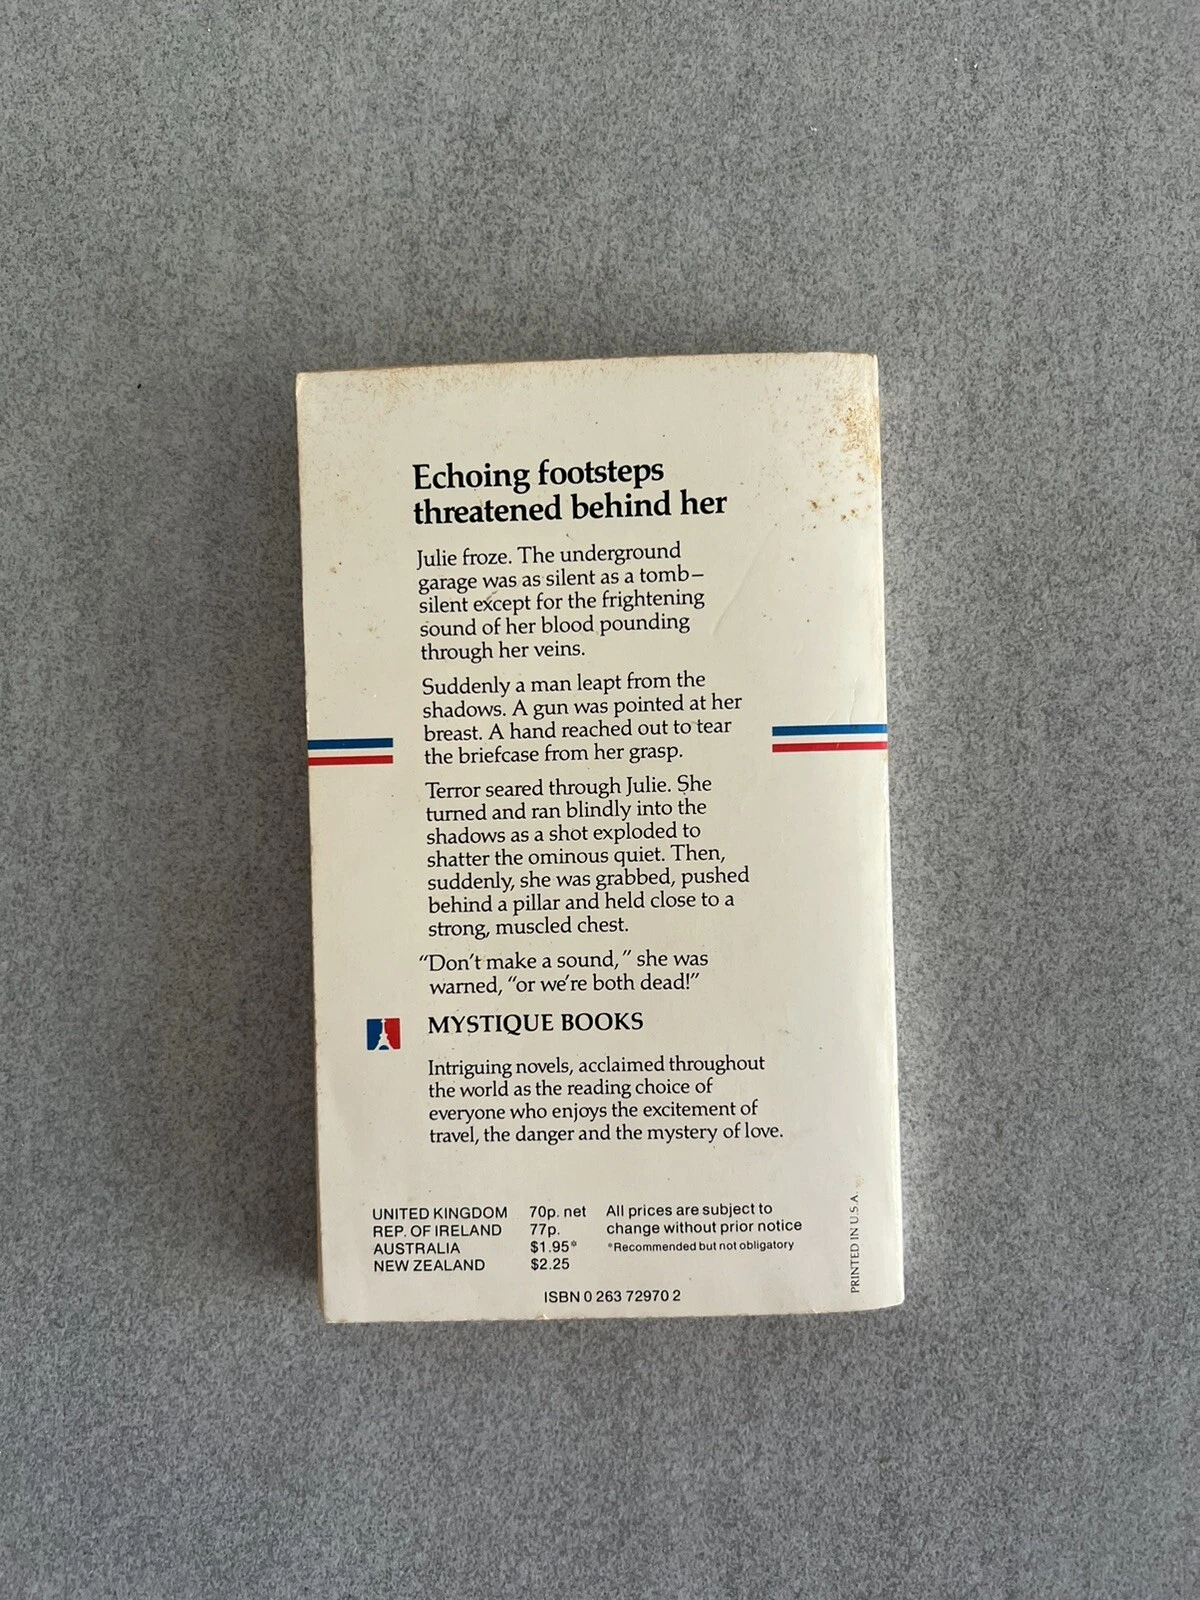 Echoing footsteps
threatened behind her
Julie froze. The underground
garage was as silent as a tomb–
silent except for the frightening
sound of her blood pounding
through her veins.
Suddenly a man leapt from the
shadows. A gun was pointed at her
breast. A hand reached out to tear
the briefcase from her grasp.
Terror seared through Julie. She
turned and ran blindly into the
shadows as a shot exploded to
shatter the ominous quiet. Then,
suddenly, she was grabbed, pushed
behind a pillar and held close to a
strong, muscled chest.
“Don’t make a sound,” she was
warned, “or we’re both dead!”
MYSTIQUE BOOKS
Intriguing novels, acclaimed throughout
the world as the reading choice of
everyone who enjoys the excitement of
travel, the danger and the mystery of love.
UNITED KINGDOM 70p. net All prices are subject to
REP. OF IRELAND 77p. change without prior notice
AUSTRALIA $1.95* *Recommended but not obligatory
NEW ZEALAND $2.25
ISBN 0 263 72970 2
PRINTED IN U.S.A.